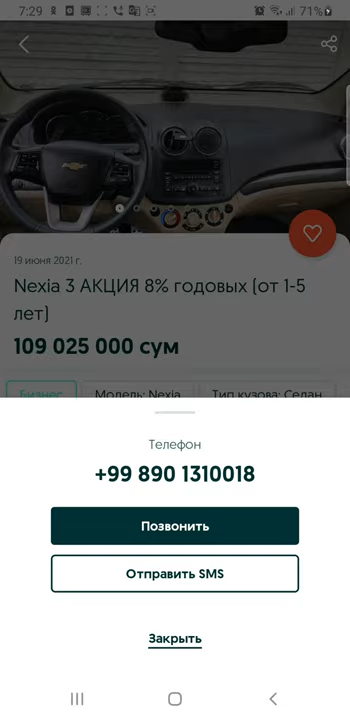 7:29
71%
19 июня 2021 г.
Nexia 3 АКЦИЯ 8% годовых (от 1-5
лет)
109 025 000 сум
Бизнес
Модель: Nexia
Тип кузова: Седан
Телефон
+99 890 1310018
Позвонить
Отправить SMS
Закрыть